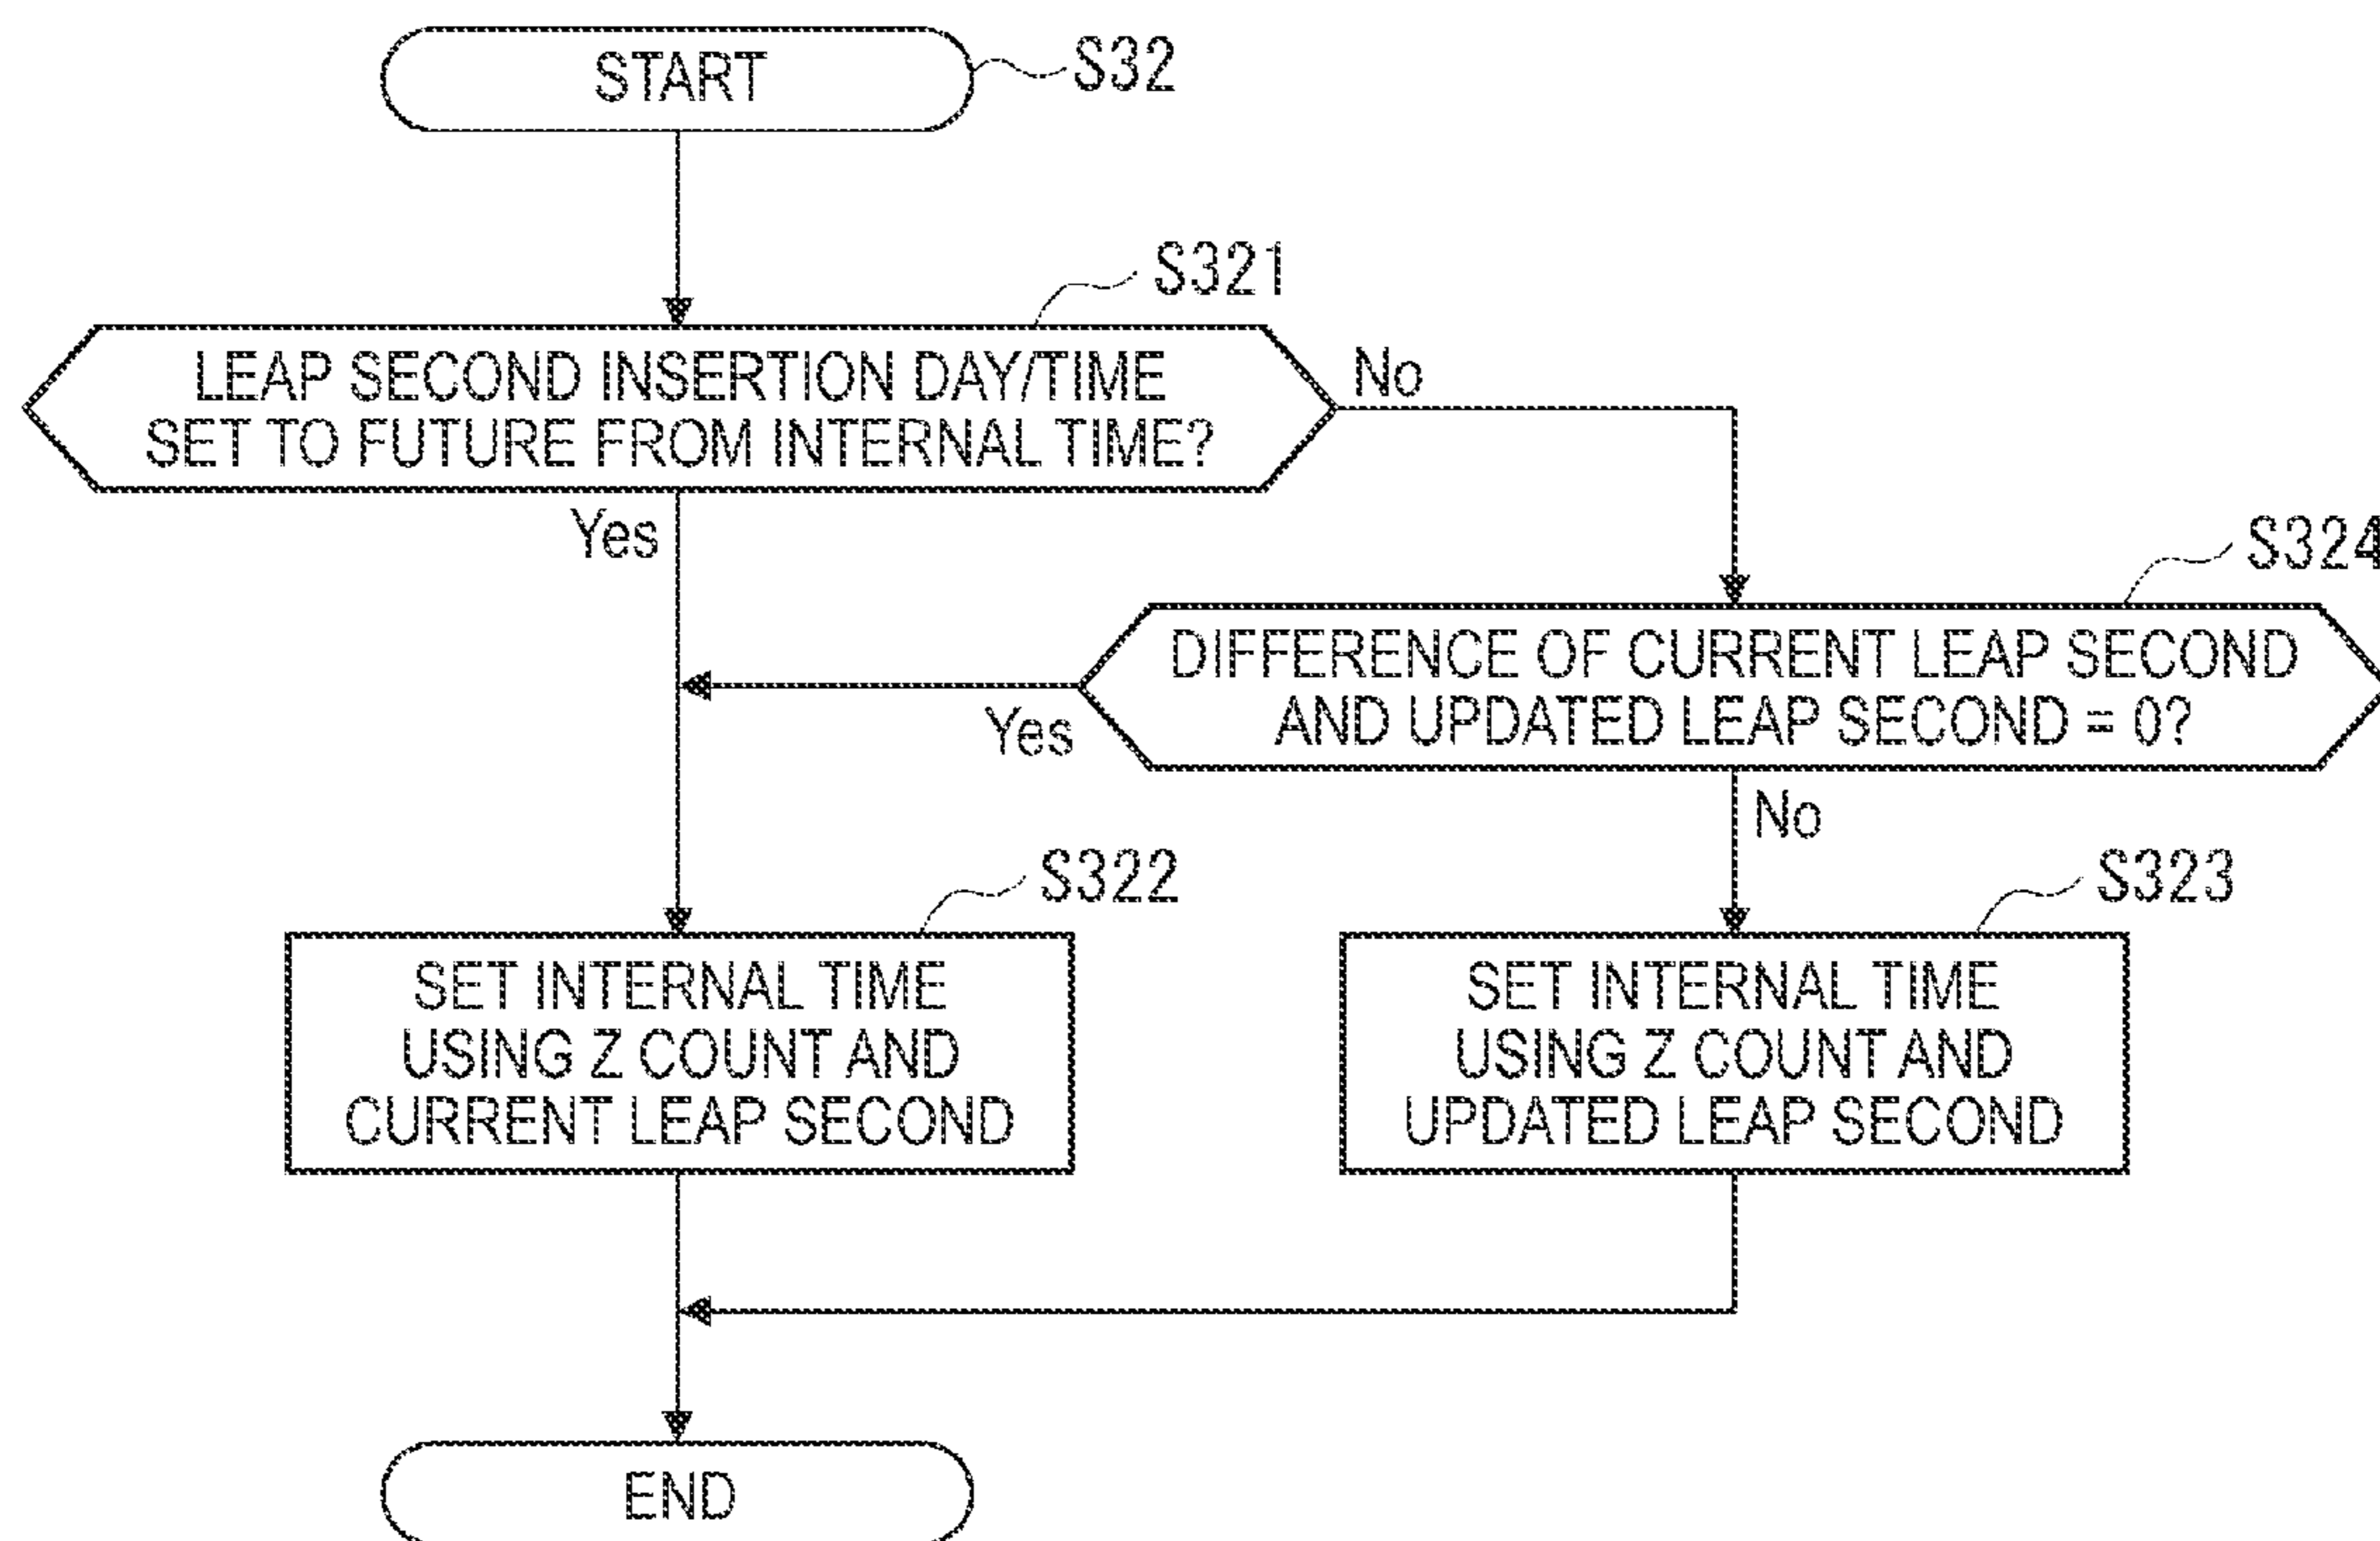 START
S32
S321
LEAP SECOND INSERTION DAY/TIME
SET TO FUTURE FROM INTERNAL TIME?
No
Yes
S324
DIFFERENCE OF CURRENT LEAP SECOND
AND UPDATED LEAP SECOND = 0?
Yes
No
S322
S323
SET INTERNAL TIME
USING Z COUNT AND
CURRENT LEAP SECOND
SET INTERNAL TIME
USING Z COUNT AND
UPDATED LEAP SECOND
END